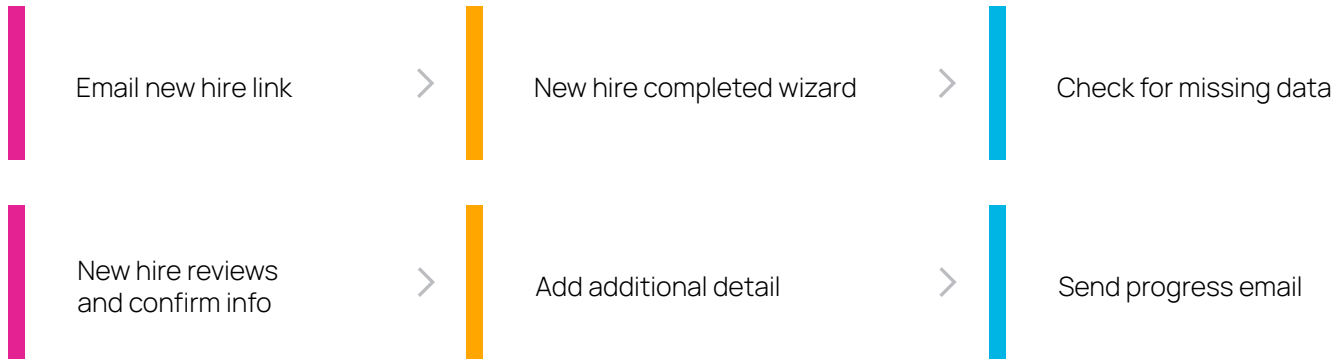 Email new hire link
New hire completed wizard
Check for missing data
New hire reviews
and confirm info
Add additional detail
Send progress email